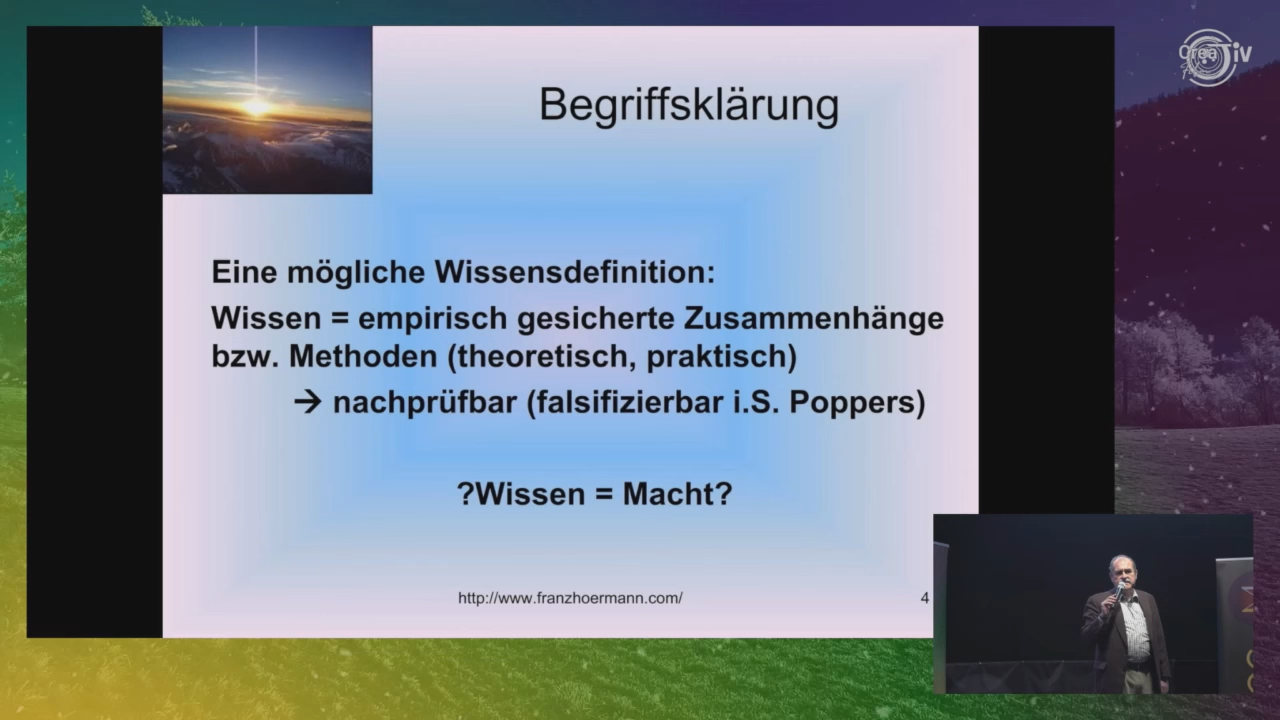 Begriffsklärung
Eine mögliche Wissensdefinition:
Wissen = empirisch gesicherte Zusammenhänge
bzw. Methoden (theoretisch, praktisch)
→ nachprüfbar (falsifizierbar i.S. Poppers)
?Wissen = Macht?
http://www.franzhoermann.com/
4